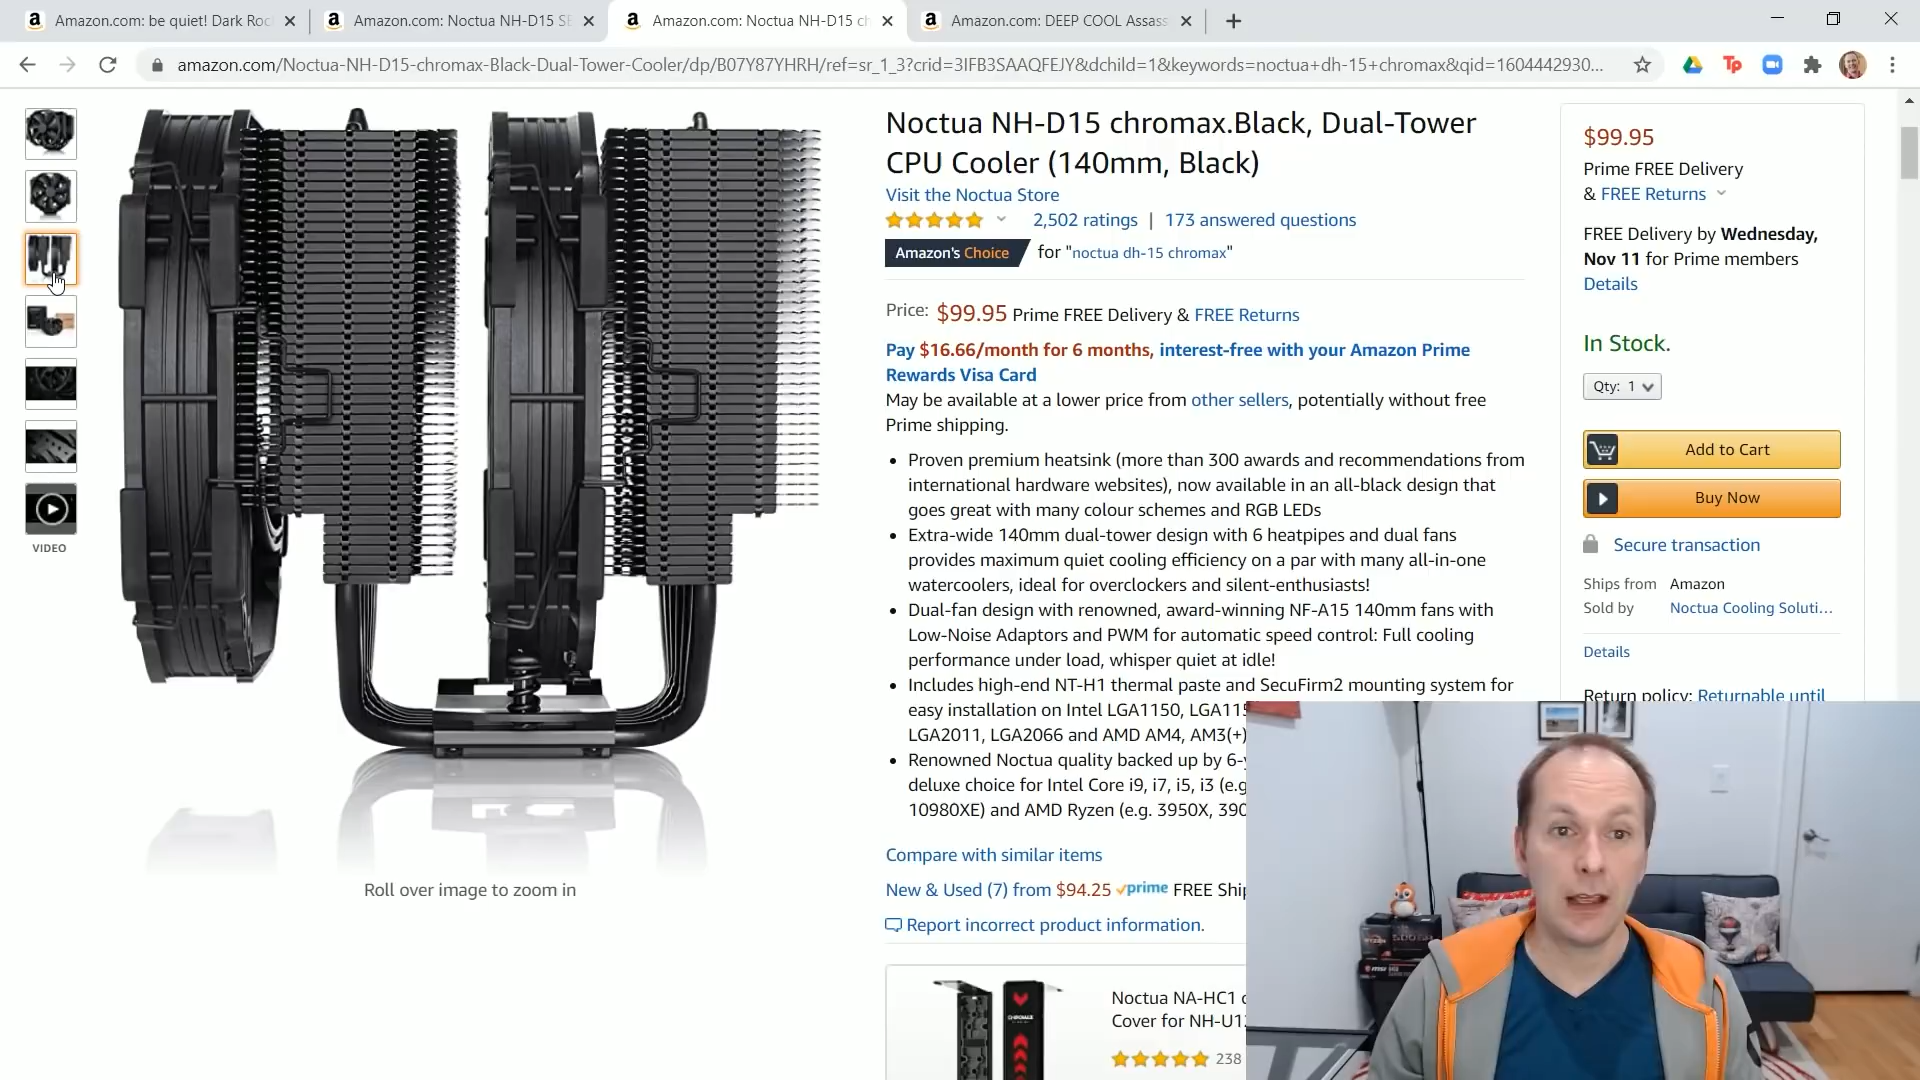 Amazon.com: be quiet! Dark Roc
Amazon.com: Noctua NH-D15 SE
Amazon.com: Noctua NH-D15 ch
Amazon.com: DEEP COOL Assass
amazon.com/Noctua-NH-D15-chromax-Black-Dual-Tower-Cooler/dp/B07Y87YHRH/ref=sr_1_3?crid=3IFB3SAAQFEJY&dchild=1&keywords=noctua+dh-15+chromax&qid=1604442930...
VIDEO
Roll over image to zoom in
Noctua NH-D15 chromax.Black, Dual-Tower
CPU Cooler (140mm, Black)
Visit the Noctua Store
2,502 ratings | 173 answered questions
Amazon's Choice for "noctua dh-15 chromax"
Price: $99.95 Prime FREE Delivery & FREE Returns
Pay $16.66/month for 6 months, interest-free with your Amazon Prime
Rewards Visa Card
May be available at a lower price from other sellers, potentially without free
Prime shipping.
• Proven premium heatsink (more than 300 awards and recommendations from
international hardware websites), now available in an all-black design that
goes great with many colour schemes and RGB LEDs
• Extra-wide 140mm dual-tower design with 6 heatpipes and dual fans
provides maximum quiet cooling efficiency on a par with many all-in-one
watercoolers, ideal for overclockers and silent-enthusiasts!
• Dual-fan design with renowned, award-winning NF-A15 140mm fans with
Low-Noise Adaptors and PWM for automatic speed control: Full cooling
performance under load, whisper quiet at idle!
• Includes high-end NT-H1 thermal paste and SecuFirm2 mounting system for
easy installation on Intel LGA1150, LGA115
LGA2011, LGA2066 and AMD AM4, AM3(+)
• Renowned Noctua quality backed up by 6-y
deluxe choice for Intel Core i9, i7, i5, i3 (e.g
10980XE) and AMD Ryzen (e.g. 3950X, 390
Compare with similar items
New & Used (7) from $94.25 prime FREE Ship
Report incorrect product information.
Noctua NA-HC1 c
Cover for NH-U12
238
$99.95
Prime FREE Delivery
& FREE Returns
FREE Delivery by Wednesday,
Nov 11 for Prime members
Details
In Stock.
Qty: 1
Add to Cart
Buy Now
Secure transaction
Ships from Amazon
Sold by Noctua Cooling Soluti...
Details
Return policy: Returnable until